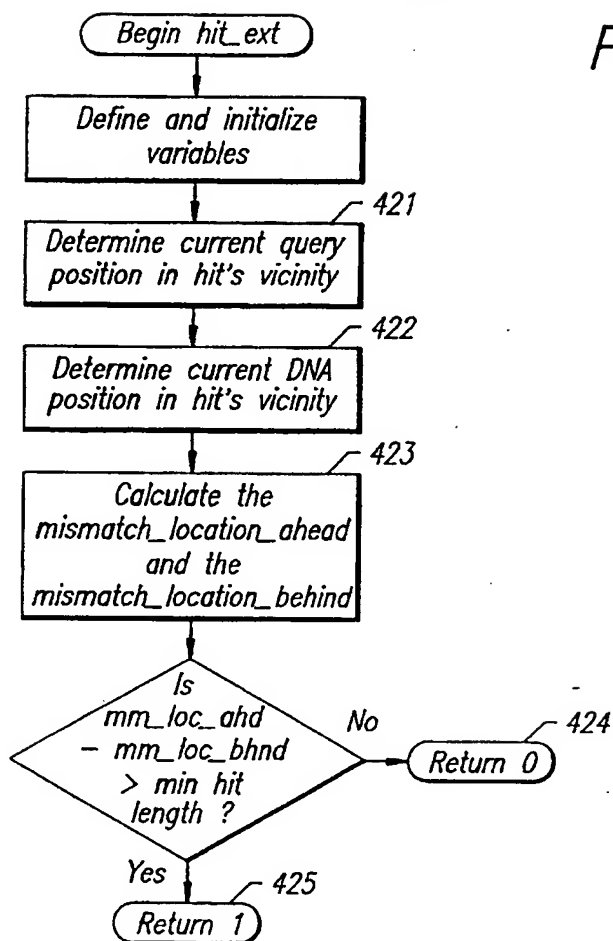 Begin hit_ext
F
Define and initialize
variables
421
Determine current query
position in hit's vicinity
422
Determine current DNA
position in hit's vicinity
423
Calculate the
mismatch_location_ahead
and the
mismatch_location_behind
Is
mm_loc_ahd
- mm_loc_bhnd
> min hit
length ?
No
424
Return 0
Yes
425
Return 1